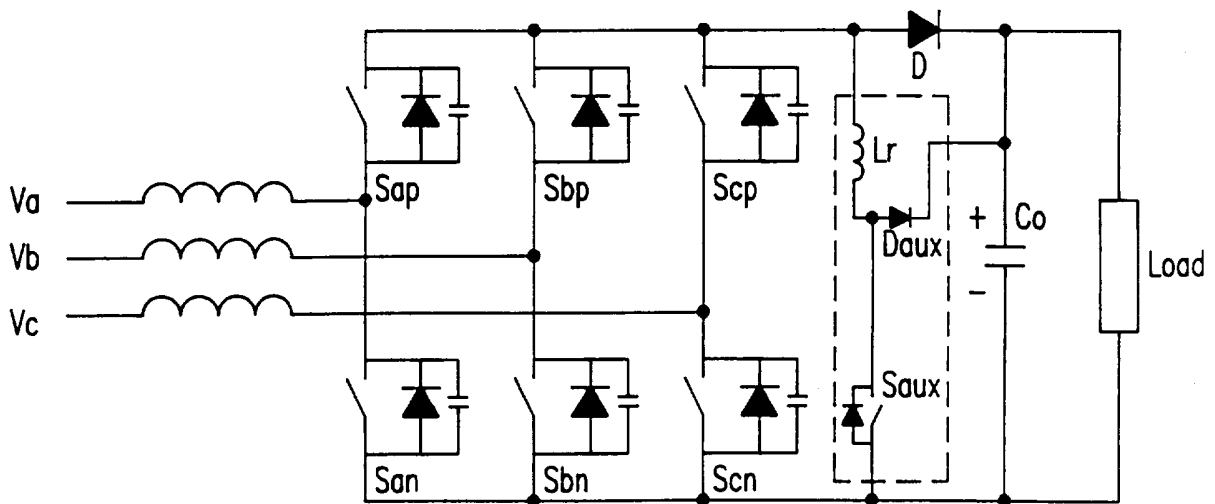 D
Lr
Sap
Sbp
Scp
Va
Daux
+
Co
Vb
Load
-
Vc
Saux
San
Sbn
Scn